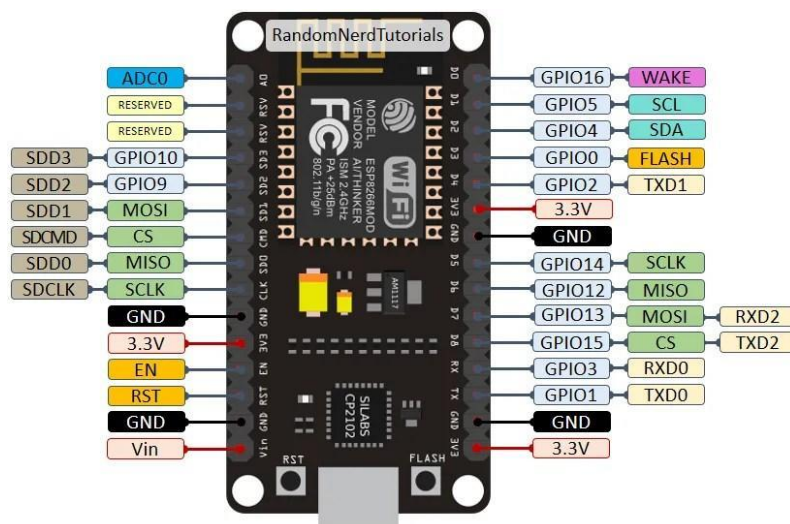 RandomNerdTutorials
ADC0
RESERVED
RESERVED
SDD3 GPIO10
SDD2 GPIO9
SDD1 MOSI
SDCMD CS
SDD0 MISO
SDCLK SCLK
GND
3.3V
EN
RST
GND
Vin
A0
RSV
RSV
SD3
SD2
SD1
CMD
SD0
CLK
GND
3V3
EN
RST
GND
Vin
MODEL
VENDOR
ESP8266MOD
AI/THINKER
ISM 2.4GHz
PA +25dBm
802.11b/g/n
FC
Wi Fi
AM1117
SILABS
CP2102
RST
FLASH
D0
D1
D2
D3
D4
3V3
GND
D5
D6
D7
D8
RX
TX
GND
3V3
GPIO16 WAKE
GPIO5 SCL
GPIO4 SDA
GPIO0 FLASH
GPIO2 TXD1
3.3V
GND
GPIO14 SCLK
GPIO12 MISO
GPIO13 MOSI RXD2
GPIO15 CS TXD2
GPIO3 RXD0
GPIO1 TXD0
GND
3.3V